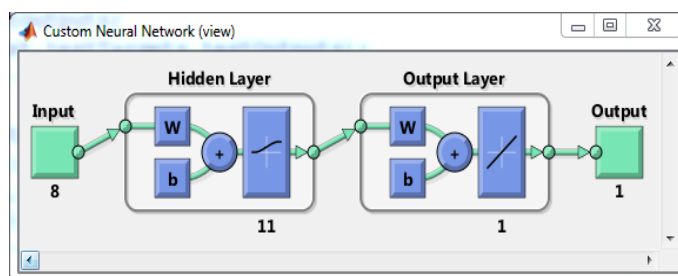 Custom Neural Network (view)
Hidden Layer Output Layer
Input Output
W W
+ +
b b
8 1
11 1